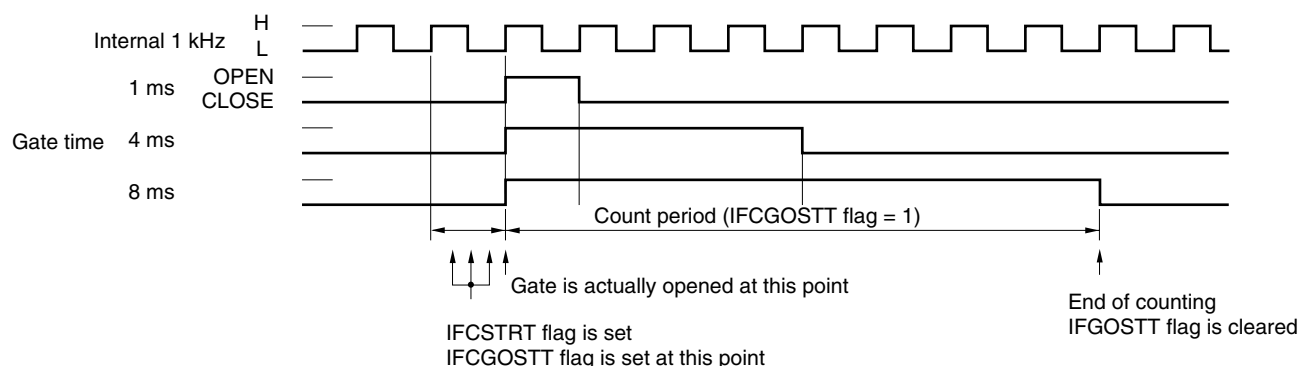 Internal 1 kHz
H
L
1 ms
OPEN
CLOSE
Gate time
4 ms
8 ms
Count period (IFCGOSTT flag = 1)
Gate is actually opened at this point
IFCSTRT flag is set
IFCGOSTT flag is set at this point
End of counting
IFGOSTT flag is cleared